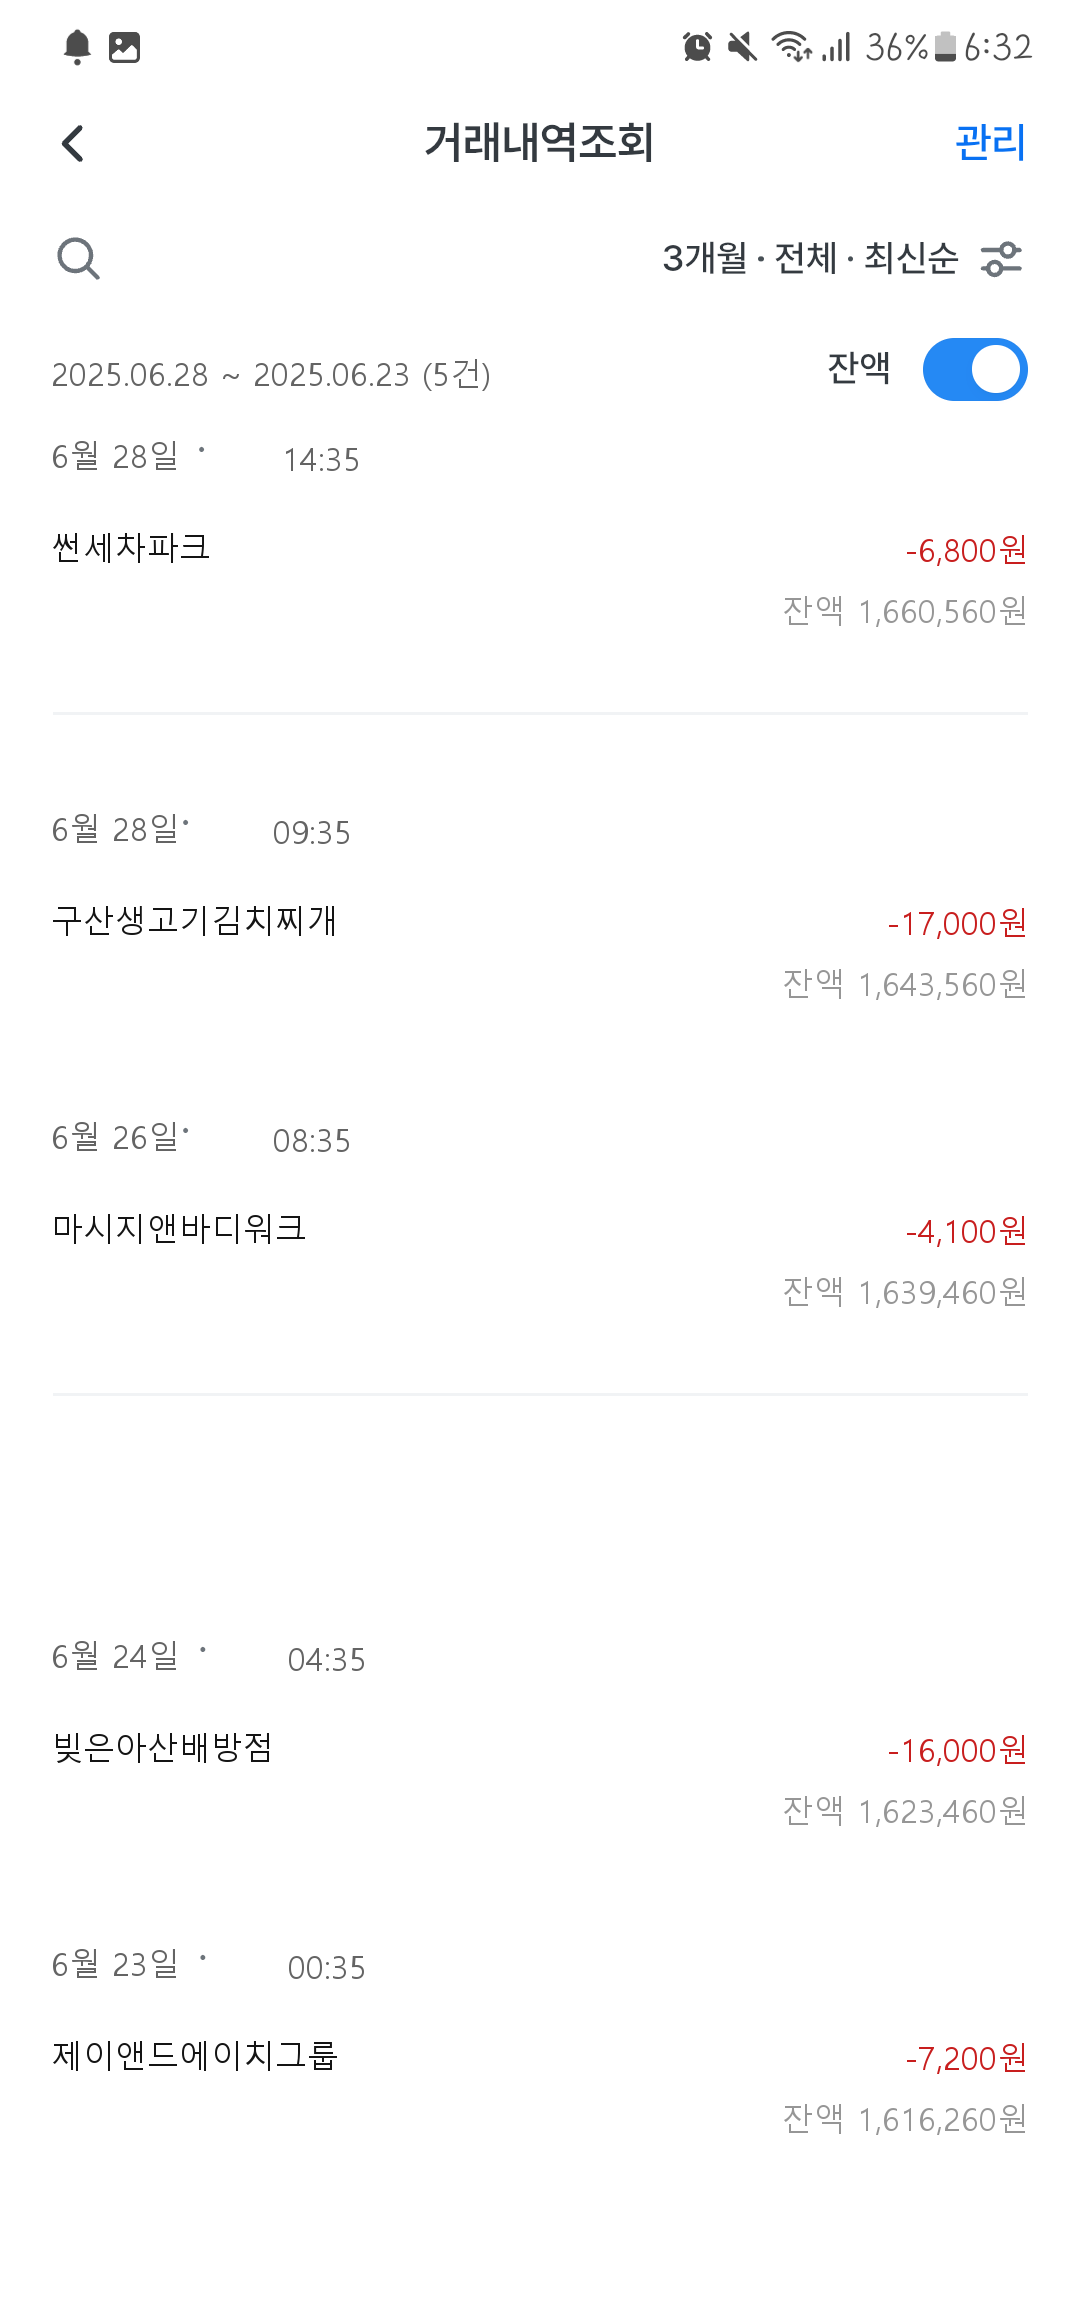 36% 6:32
거래내역조회 관리
3개월 · 전체 · 최신순
2025.06.28 ~ 2025.06.23 (5건) 잔액
6월 28일 · 14:35
썬세차파크 -6,800원
잔액 1,660,560원
6월 28일· 09:35
구산생고기김치찌개 -17,000원
잔액 1,643,560원
6월 26일· 08:35
마시지앤바디워크 -4,100원
잔액 1,639,460원
6월 24일 · 04:35
빚은아산배방점 -16,000원
잔액 1,623,460원
6월 23일 · 00:35
제이앤드에이치그룹 -7,200원
잔액 1,616,260원